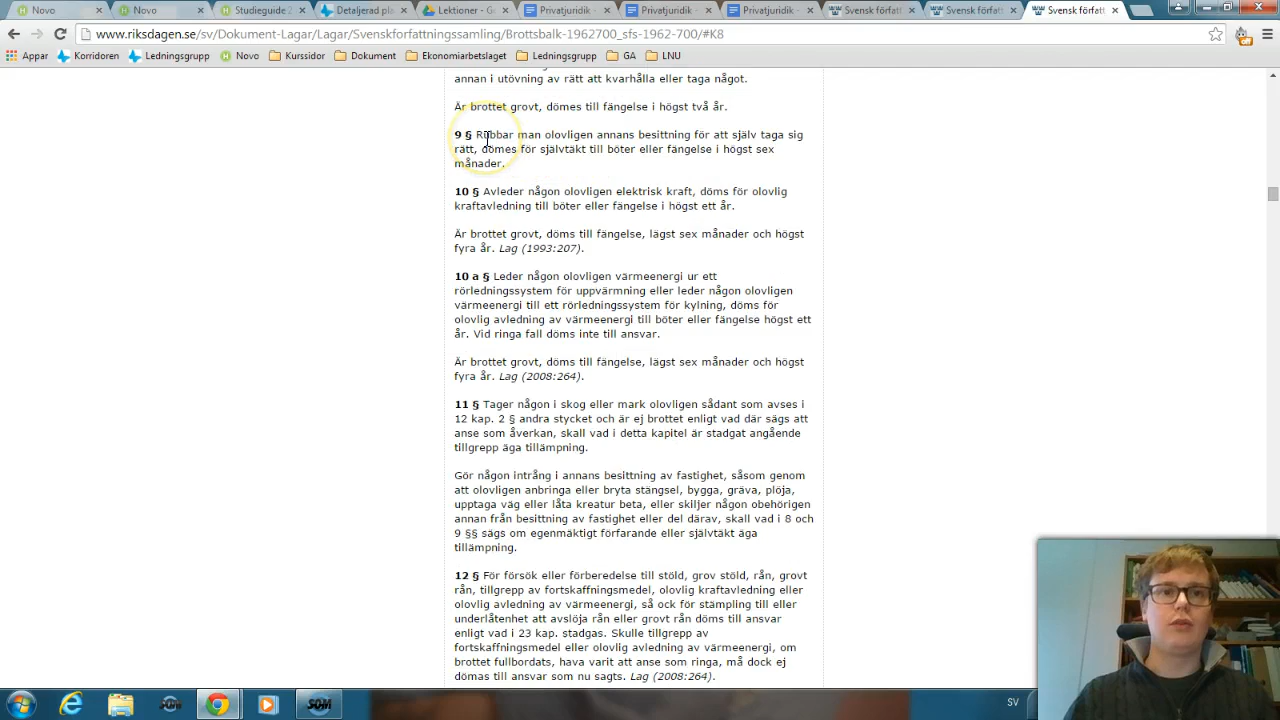 Novo
Novo
Studieguide 2
Detaljerad pla
Lektioner - Go
Privatjuridik -
Privatjuridik -
Privatjuridik -
Svensk författ
Svensk författ
Svensk författ
www.riksdagen.se/sv/Dokument-Lagar/Lagar/Svenskforfattningssamling/Brottsbalk-1962700_sfs-1962-700/#K8
Appar
Korridoren
Ledningsgrupp
Novo
Kurssidor
Dokument
Ekonomiarbetslaget
Ledningsgrupp
GA
LNU
annan i utövning av rätt att kvarhålla eller taga något.
Är brottet grovt, dömes till fängelse i högst två år.
9 § Rubbar man olovligen annans besittning för att själv taga sig
rätt, dömes för självtäkt till böter eller fängelse i högst sex
månader.
10 § Avleder någon olovligen elektrisk kraft, döms för olovlig
kraftavledning till böter eller fängelse i högst ett år.
Är brottet grovt, döms till fängelse, lägst sex månader och högst
fyra år. Lag (1993:207).
10 a § Leder någon olovligen värmeenergi ur ett
rörledningssystem för uppvärmning eller leder någon olovligen
värmeenergi till ett rörledningssystem för kylning, döms för
olovlig avledning av värmeenergi till böter eller fängelse högst ett
år. Vid ringa fall döms inte till ansvar.
Är brottet grovt, döms till fängelse, lägst sex månader och högst
fyra år. Lag (2008:264).
11 § Tager någon i skog eller mark olovligen sådant som avses i
12 kap. 2 § andra stycket och är ej brottet enligt vad där sägs att
anse som åverkan, skall vad i detta kapitel är stadgat angående
tillgrepp äga tillämpning.
Gör någon intrång i annans besittning av fastighet, såsom genom
att olovligen anbringa eller bryta stängsel, bygga, gräva, plöja,
upptaga väg eller låta kreatur beta, eller skiljer någon obehörigen
annan från besittning av fastighet eller del därav, skall vad i 8 och
9 §§ sägs om egenmäktigt förfarande eller självtäkt äga
tillämpning.
12 § För försök eller förberedelse till stöld, grov stöld, rån, grovt
rån, tillgrepp av fortskaffningsmedel, olovlig kraftavledning eller
olovlig avledning av värmeenergi, så ock för stämpling till eller
underlåtenhet att avslöja rån eller grovt rån döms till ansvar
enligt vad i 23 kap. stadgas. Skulle tillgrepp av
fortskaffningsmedel eller olovlig avledning av värmeenergi, om
brottet fullbordats, hava varit att anse som ringa, må dock ej
dömas till ansvar som nu sagts. Lag (2008:264).
SOM
SOM
SV